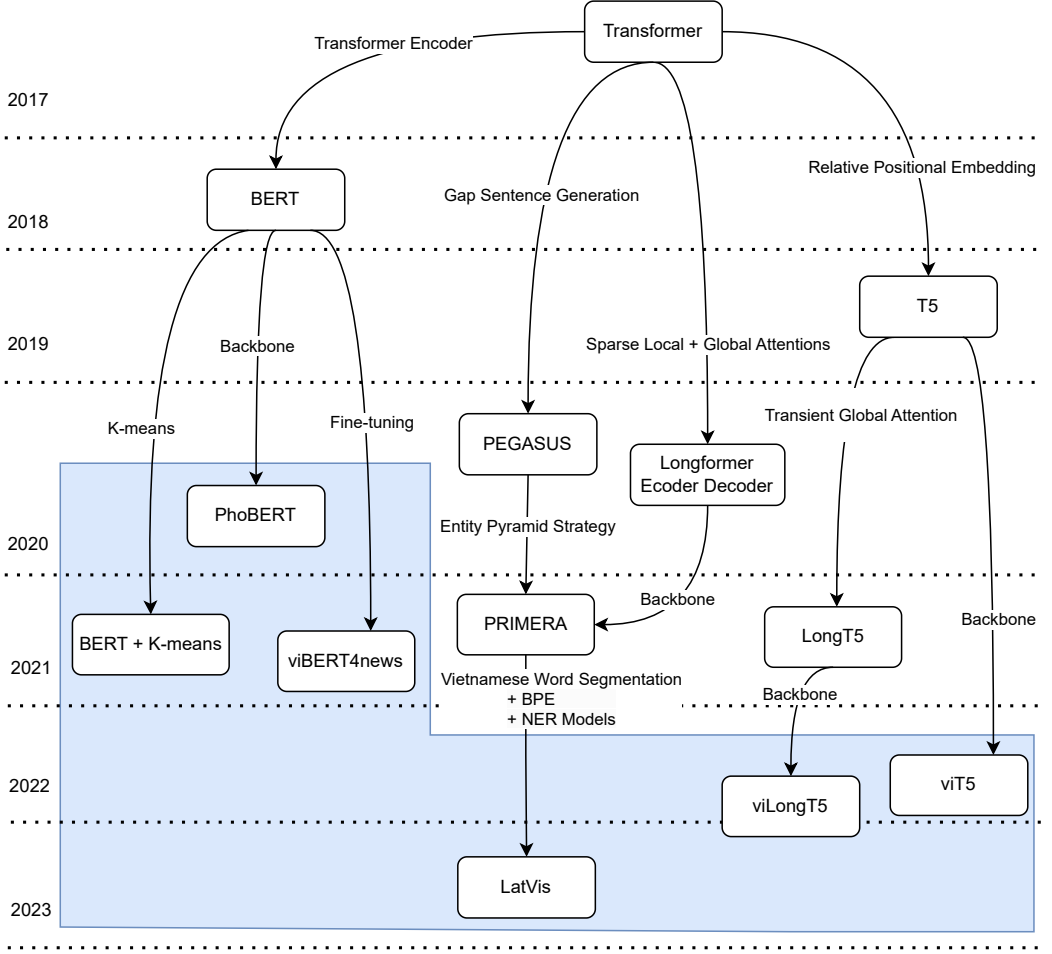 Transformer
Transformer Encoder
2017
Relative Positional Embedding
BERT
Gap Sentence Generation
2018
T5
2019
Backbone
Sparse Local + Global Attentions
K-means
Fine-tuning
Transient Global Attention
PEGASUS
Longformer
Ecoder Decoder
PhoBERT
Entity Pyramid Strategy
2020
Backbone
PRIMERA
Backbone
LongT5
BERT + K-means
viBERT4news
2021
Vietnamese Word Segmentation
+ BPE
+ NER Models
Backbone
2022
viT5
viLongT5
LatVis
2023